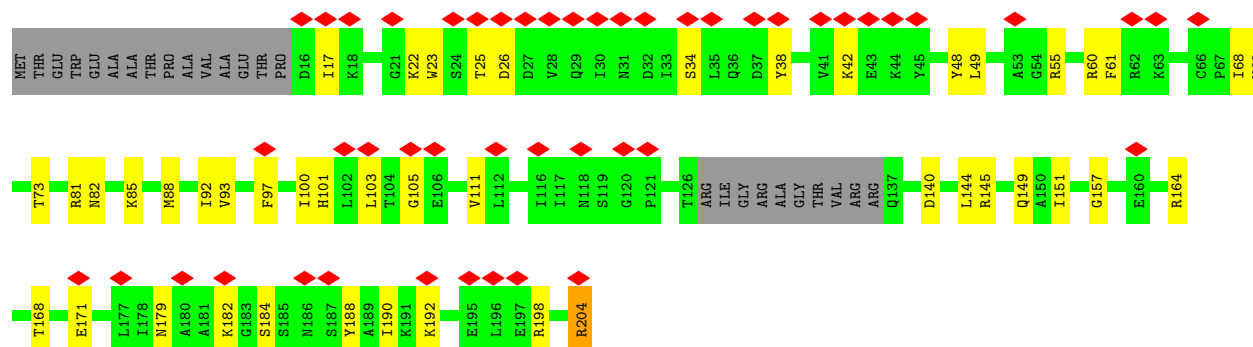 MET THR GLU TRP GLU ALA ALA THR PRO ALA VAL ALA GLU THR PRO D16 I17 K18 G21 K22 W23 S24 T25 D26 D27 V28 Q29 I30 N31 D32 I33 S34 L35 Q36 D37 Y38 V41 K42 E43 K44 Y45 Y48 L49 A53 G54 R55 R60 F61 R62 K63 C66 P67 I68
T73 R81 N82 K85 M88 I92 V93 F97 I100 H101 L102 L103 T104 G105 E106 V111 L112 I116 I117 N118 S119 G120 P121 T126 ARG ILE GLY ARG ALA GLY THR VAL ARG ARG Q137 D140 L144 R145 Q149 A150 I151 G157 E160 R164
T168 E171 L177 I178 N179 A180 A181 K182 G183 S184 S185 N186 S187 Y188 A189 I190 K191 K192 E195 L196 E197 R198 R204